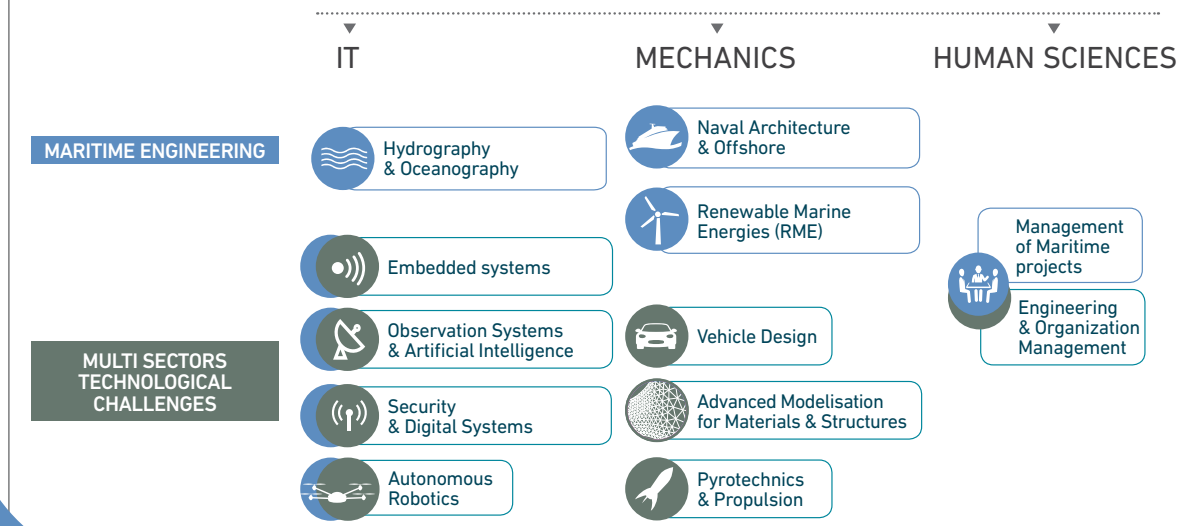 IT
MECHANICS
HUMAN SCIENCES
MARITIME ENGINEERING
Hydrography
& Oceanography
Naval Architecture
& Offshore
Renewable Marine
Energies (RME)
Management
of Maritime
projects
Embedded systems
Engineering
& Organization
Management
MULTI SECTORS
TECHNOLOGICAL
CHALLENGES
Observation Systems
& Artificial Intelligence
Vehicle Design
Security
& Digital Systems
Advanced Modelisation
for Materials & Structures
Autonomous
Robotics
Pyrotechnics
& Propulsion